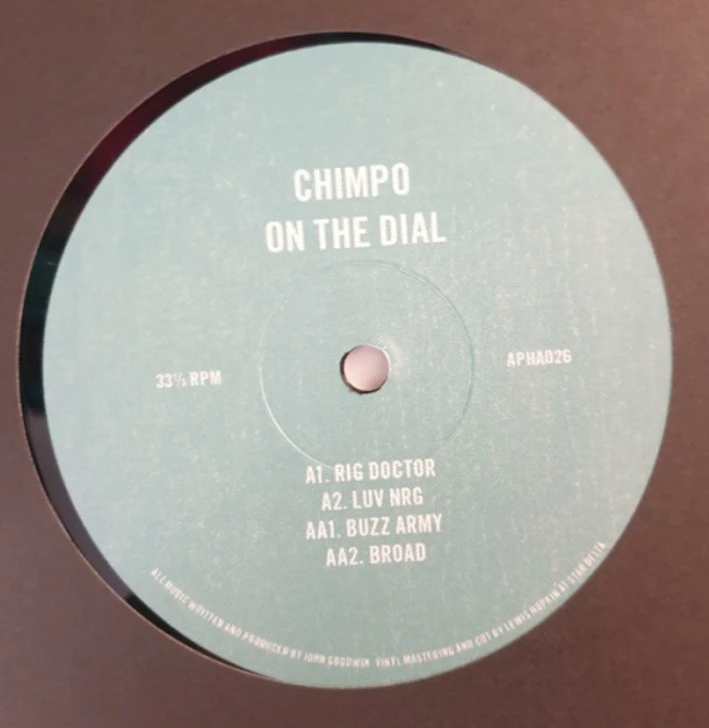 CHIMPO
ON THE DIAL
33⅓ RPM
APHA026
A1. RIG DOCTOR
A2. LUV NRG
AA1. BUZZ ARMY
AA2. BROAD
ALL MUSIC WRITTEN AND PRODUCED BY JOHN GOODWIN VINYL MASTERING AND CUT BY LEWIS HOPKIN AT STAR DELTA